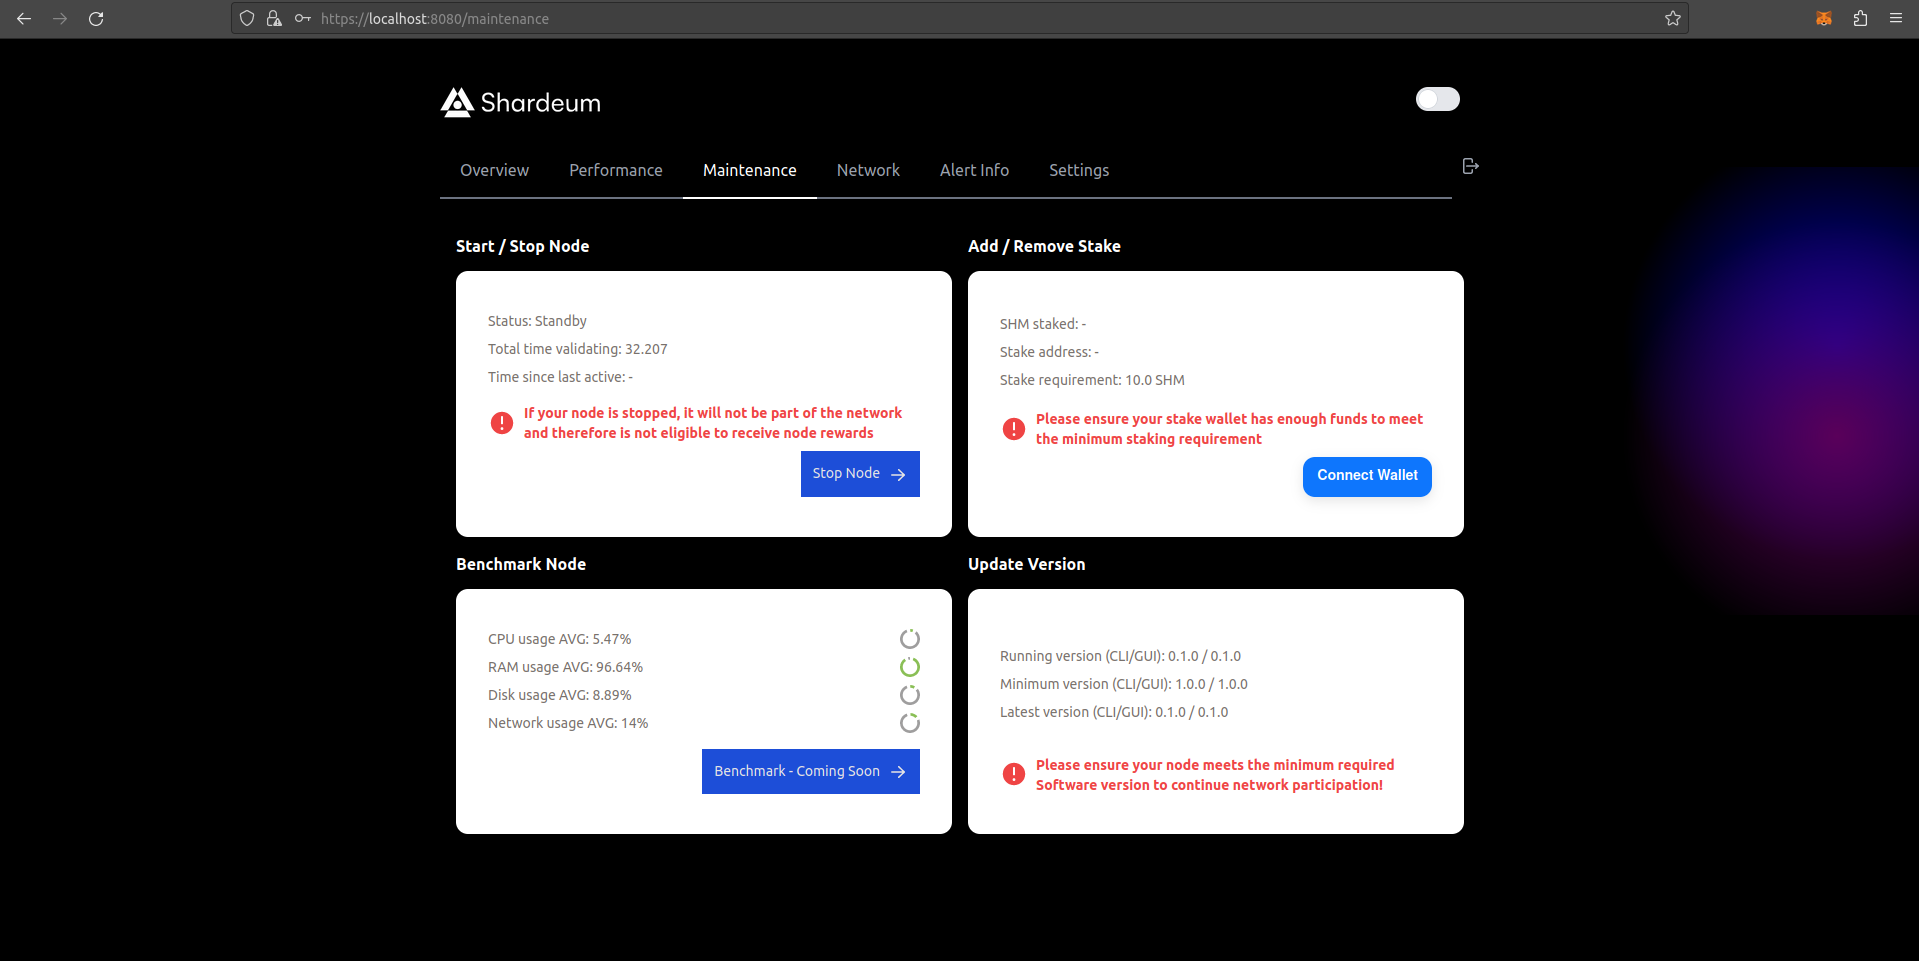 https://localhost:8080/maintenance
Shardeum
Overview
Performance
Maintenance
Network
Alert Info
Settings
Start / Stop Node
Status: Standby
Total time validating: 32.207
Time since last active: -
If your node is stopped, it will not be part of the network
and therefore is not eligible to receive node rewards
Stop Node
Add / Remove Stake
SHM staked: -
Stake address: -
Stake requirement: 10.0 SHM
Please ensure your stake wallet has enough funds to meet
the minimum staking requirement
Connect Wallet
Benchmark Node
CPU usage AVG: 5.47%
RAM usage AVG: 96.64%
Disk usage AVG: 8.89%
Network usage AVG: 14%
Benchmark - Coming Soon
Update Version
Running version (CLI/GUI): 0.1.0 / 0.1.0
Minimum version (CLI/GUI): 1.0.0 / 1.0.0
Latest version (CLI/GUI): 0.1.0 / 0.1.0
Please ensure your node meets the minimum required
Software version to continue network participation!